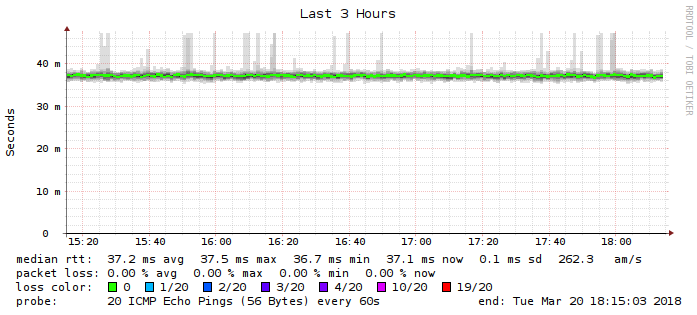 Last 3 Hours
RRDTOOL / TOBI OETIKER
Seconds
40 m
30 m
20 m
10 m
0
15:20 15:40 16:00 16:20 16:40 17:00 17:20 17:40 18:00
median rtt: 37.2 ms avg 37.5 ms max 36.7 ms min 37.1 ms now 0.1 ms sd 262.3 am/s
packet loss: 0.00 % avg 0.00 % max 0.00 % min 0.00 % now
loss color: 0 1/20 2/20 3/20 4/20 10/20 19/20
probe: 20 ICMP Echo Pings (56 Bytes) every 60s end: Tue Mar 20 18:15:03 2018